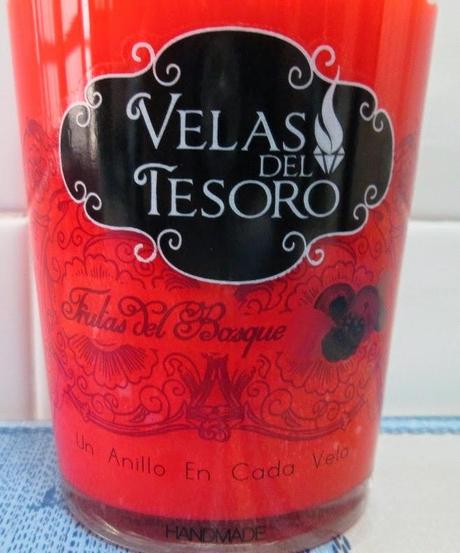 VELAS
DEL
TESORO
Frutas del Bosque
Un Anillo En Cada Vela
HANDMADE